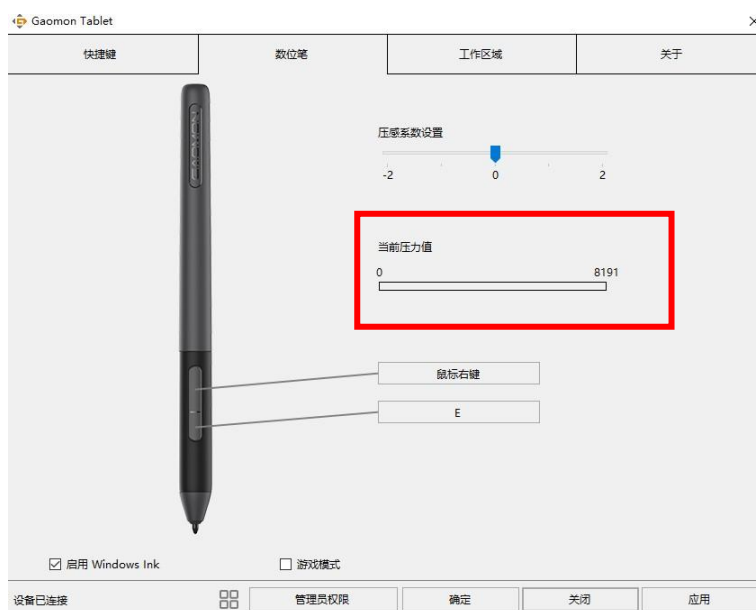 Gaomon Tablet
快捷键
数位笔
工作区域
关于
GAOMON
压感系数设置
-2 0 2
当前压力值
0 8191
鼠标右键
E
启用 Windows Ink
游戏模式
设备已连接
管理员权限
确定
关闭
应用